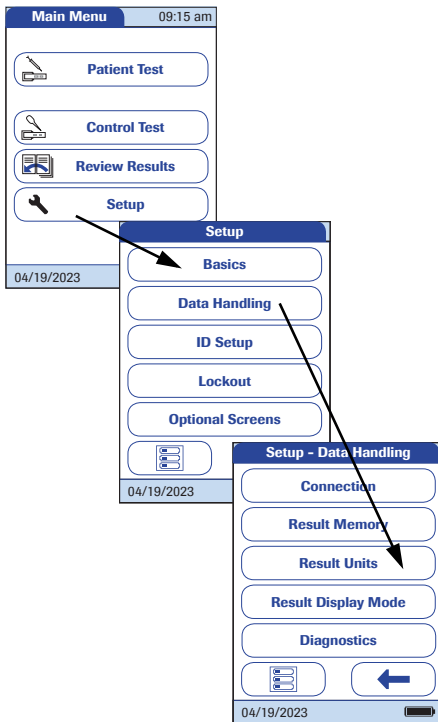 Main Menu 09:15 am
Patient Test
Control Test
Review Results
Setup
04/19/2023
Setup
Basics
Data Handling
ID Setup
Lockout
Optional Screens
04/19/2023
Setup - Data Handling
Connection
Result Memory
Result Units
Result Display Mode
Diagnostics
04/19/2023